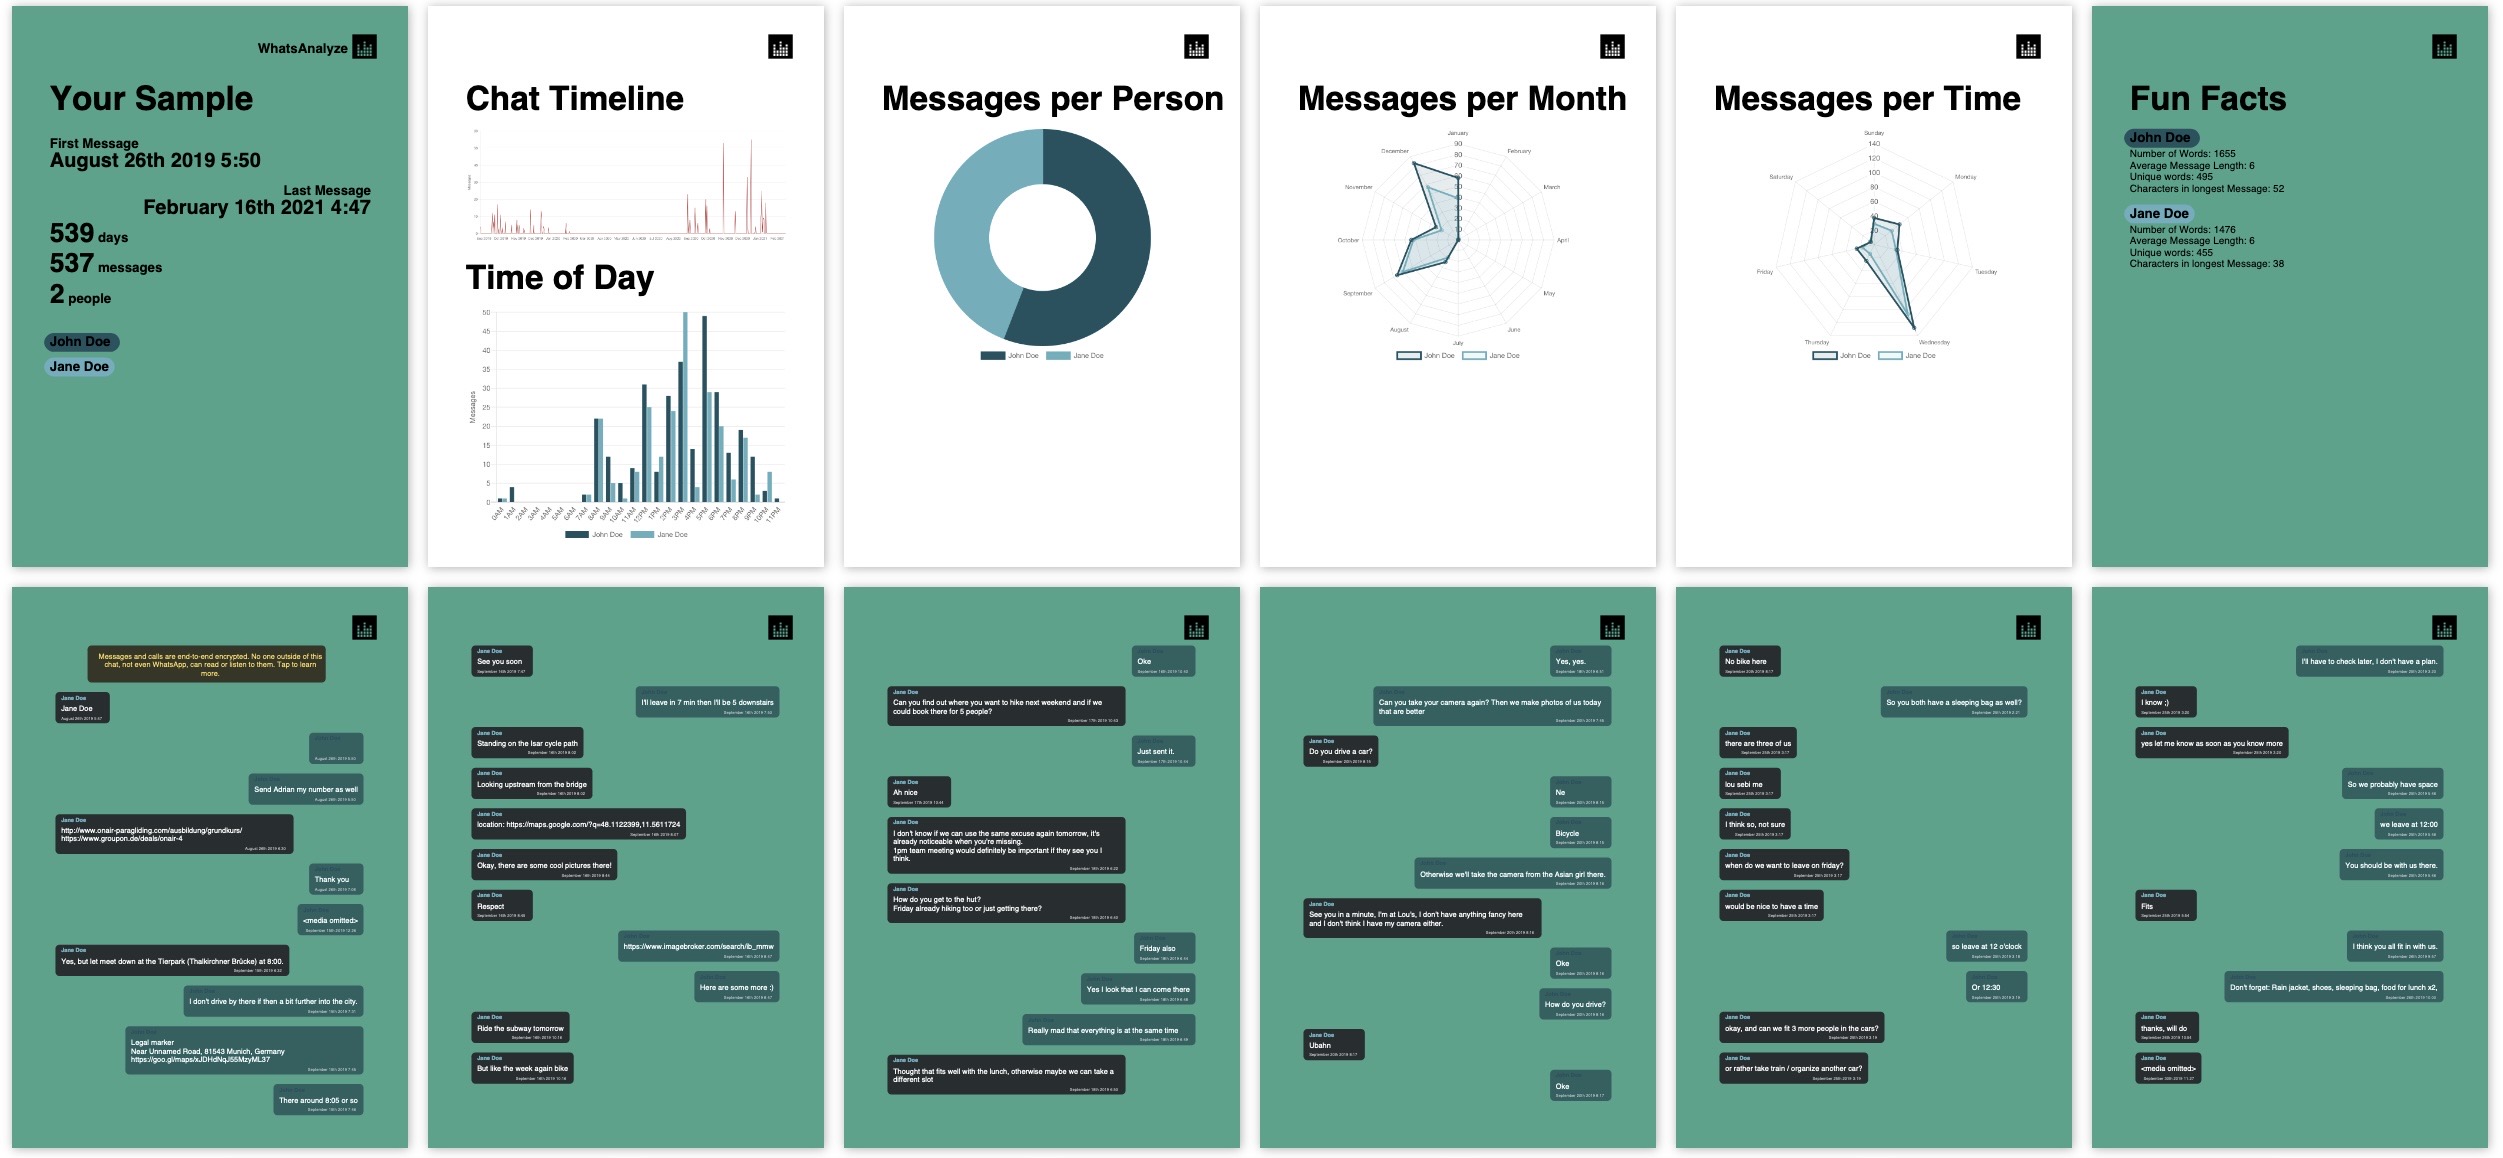 WhatsAnalyze
Your Sample
First Message
August 26th 2019 5:50
Last Message
February 16th 2021 4:47
539 days
537 messages
2 people
John Doe
Jane Doe
Chat Timeline
Messages
Time of Day
50
45
40
35
30
25
20
15
10
5
0
Messages
0AM 1AM 2AM 3AM 4AM 5AM 6AM 7AM 8AM 9AM 10AM 11AM 12PM 1PM 2PM 3PM 4PM 5PM 6PM 7PM 8PM 9PM 10PM 11PM
John Doe Jane Doe
Messages per Person
John Doe Jane Doe
Messages per Month
January
February
March
April
May
June
July
August
September
October
November
December
90
80
70
60
50
40
30
20
10
John Doe Jane Doe
Messages per Time
Sunday
Monday
Tuesday
Wednesday
Thursday
Friday
Saturday
140
120
100
80
60
40
20
John Doe Jane Doe
Fun Facts
John Doe
Number of Words: 1655
Average Message Length: 6
Unique words: 495
Characters in longest Message: 52
Jane Doe
Number of Words: 1476
Average Message Length: 6
Unique words: 455
Characters in longest Message: 38
Messages and calls are end-to-end encrypted. No one outside of this
chat, not even WhatsApp, can read or listen to them. Tap to learn
more.
Jane Doe
Jane Doe
Send Adrian my number as well
Jane Doe
http://www.onair-paragliding.com/ausbildung/grundkurs/
https://www.groupon.de/deals/onair-4
Thank you
<media omitted>
Jane Doe
Yes, but let meet down at the Tierpark (Thalkirchner Brücke) at 8:00.
I don't drive by there if then a bit further into the city.
Legal marker
Near Unnamed Road, 81543 Munich, Germany
There around 8:05 or so
Jane Doe
See you soon
I'll leave in 7 min then I'll be 5 downstairs
Jane Doe
Standing on the Isar cycle path
Jane Doe
Looking upstream from the bridge
Jane Doe
location: https://maps.google.com/?q=48.1122399,11.5611724
Jane Doe
Okay, there are some cool pictures there!
Jane Doe
Respect
https://www.imagebroker.com/search/ib_mmw
Here are some more :)
Jane Doe
Ride the subway tomorrow
Jane Doe
But like the week again bike
Oke
Jane Doe
Can you find out where you want to hike next weekend and if we
could book there for 5 people?
Just sent it.
Jane Doe
Ah nice
Jane Doe
I don't know if we can use the same excuse again tomorrow, it's
already noticeable when you're missing.
1pm team meeting would definitely be important if they see you I
think.
Jane Doe
How do you get to the hut?
Friday already hiking too or just getting there?
Friday also
Yes I look that I can come there
Really mad that everything is at the same time
Jane Doe
Thought that fits well with the lunch, otherwise maybe we can take a
different slot
Yes, yes.
Can you take your camera again? Then we make photos of us today
that are better
Jane Doe
Do you drive a car?
Ne
Bicycle
Otherwise we'll take the camera from the Asian girl there.
Jane Doe
See you in a minute, I'm at Lou's, I don't have anything fancy here
and I don't think I have my camera either.
Oke
How do you drive?
Jane Doe
Ubahn
Oke
Jane Doe
No bike here
So you both have a sleeping bag as well?
Jane Doe
there are three of us
Jane Doe
lou sebi me
Jane Doe
I think so, not sure
Jane Doe
when do we want to leave on friday?
Jane Doe
would be nice to have a time
so leave at 12 o'clock
Or 12:30
Jane Doe
okay, and can we fit 3 more people in the cars?
Jane Doe
or rather take train / organize another car?
I'll have to check later, I don't have a plan.
Jane Doe
I know ;)
Jane Doe
yes let me know as soon as you know more
So we probably have space
we leave at 12:00
You should be with us there.
Jane Doe
Fits
I think you all fit in with us.
Don't forget: Rain jacket, shoes, sleeping bag, food for lunch x2,
Jane Doe
thanks, will do
Jane Doe
<media omitted>